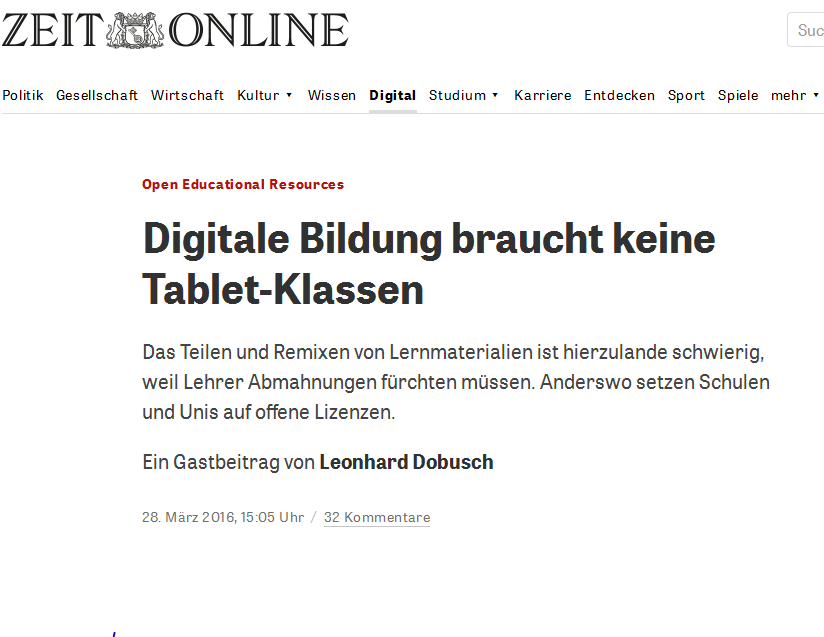 ZEIT ONLINE
Suc
Politik Gesellschaft Wirtschaft Kultur ▼ Wissen Digital Studium ▼ Karriere Entdecken Sport Spiele mehr ▼
Open Educational Resources
Digitale Bildung braucht keine
Tablet-Klassen
Das Teilen und Remixen von Lernmaterialien ist hierzulande schwierig,
weil Lehrer Abmahnungen fürchten müssen. Anderswo setzen Schulen
und Unis auf offene Lizenzen.
Ein Gastbeitrag von Leonhard Dobusch
28. März 2016, 15:05 Uhr / 32 Kommentare